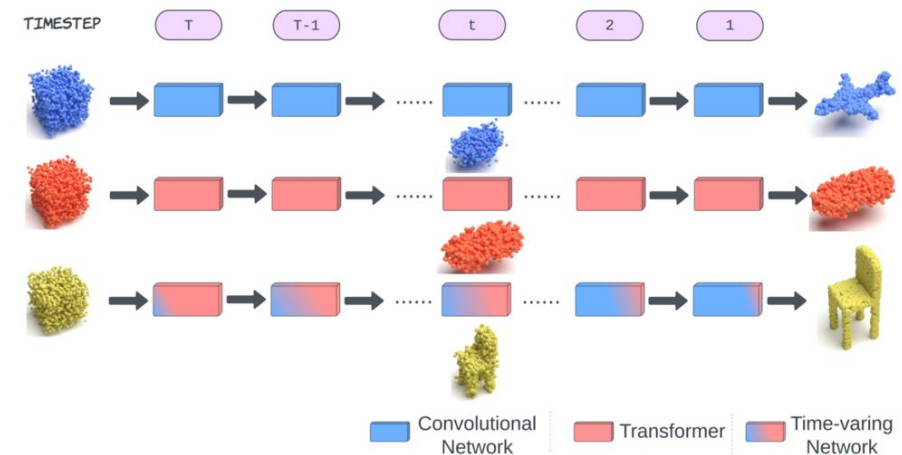 TIMESTEP
T
T-1
t
2
1
Convolutional
Network
Transformer
Time-varing
Network